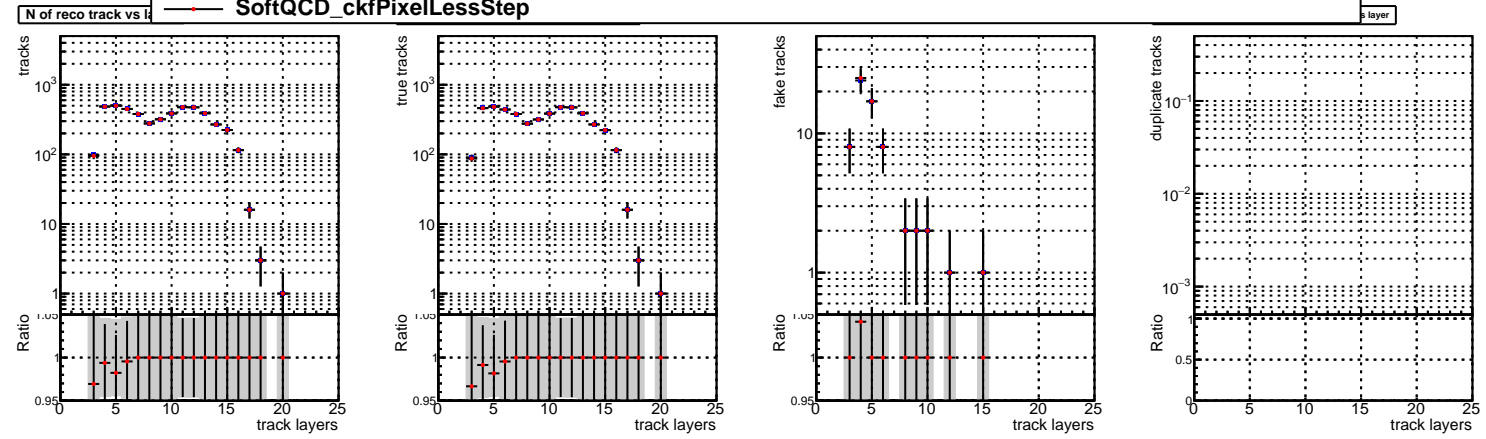 SoftQCD_ckfPixelLessStep
N of reco track vs la
s layer
tracks
10³
10²
10
1
Ratio
1.05
1
0.95
0 5 10 15 20 25
track layers
true tracks
10³
10²
10
1
Ratio
1.05
1
0.95
0 5 10 15 20 25
track layers
fake tracks
10
1
Ratio
1.05
1
0.95
0 5 10 15 20 25
track layers
duplicate tracks
10⁻¹
10⁻²
10⁻³
Ratio
1
0.5
0
0 5 10 15 20 25
track layers